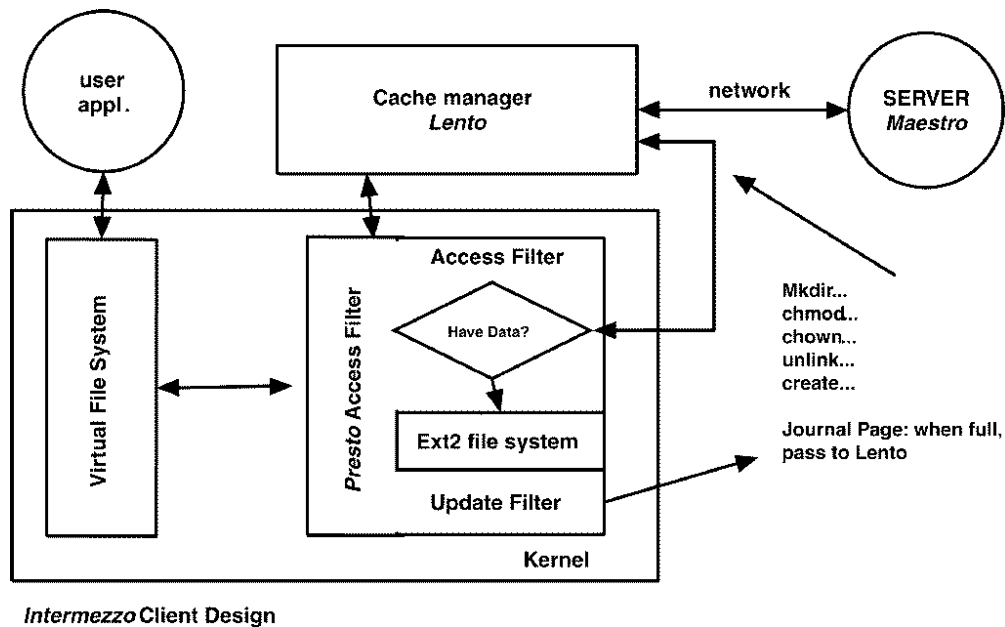 user
appl.
Cache manager
Lento
network
SERVER
Maestro
Virtual File System
Presto Access Filter
Access Filter
Have Data?
Ext2 file system
Update Filter
Kernel
Mkdir...
chmod...
chown...
unlink...
create...
Journal Page: when full,
pass to Lento
Intermezzo Client Design